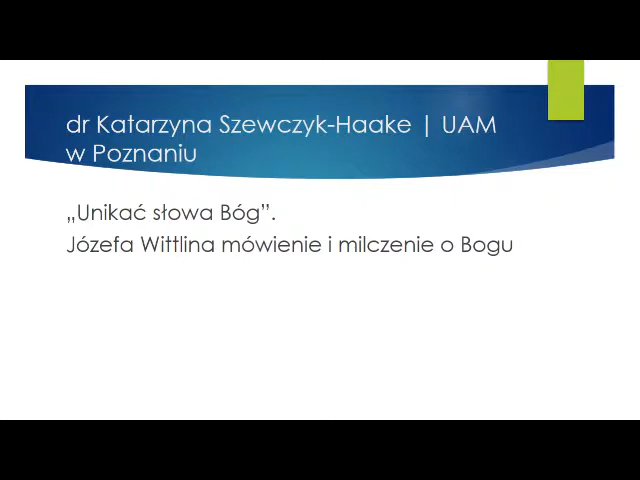 dr Katarzyna Szewczyk-Haake | UAM
w Poznaniu
„Unikać słowa Bóg”.
Józefa Wittlina mówienie i milczenie o Bogu